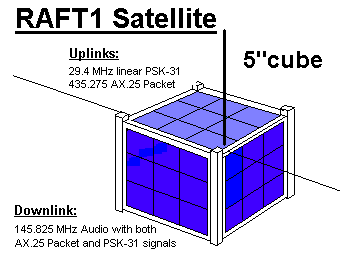 RAFT1 Satellite
Uplinks:
29.4 MHz linear PSK-31
435.275 AX.25 Packet
5"cube
Downlink:
145.825 MHz Audio with both
AX.25 Packet and PSK-31 signals